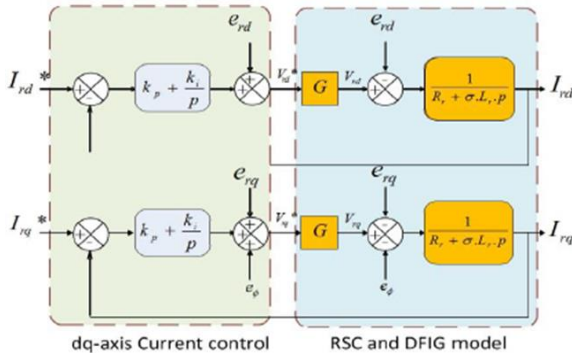 e_rd e_rd
I_rd* k_p + k_i/p V_rd* G V_rd 1/(R_r + σ.L_r.p) I_rd
e_rq e_rq
I_rq* k_p + k_i/p V_rq* G V_rq 1/(R_r + σ.L_r.p) I_rq
e_φ e_φ
dq-axis Current control RSC and DFIG model